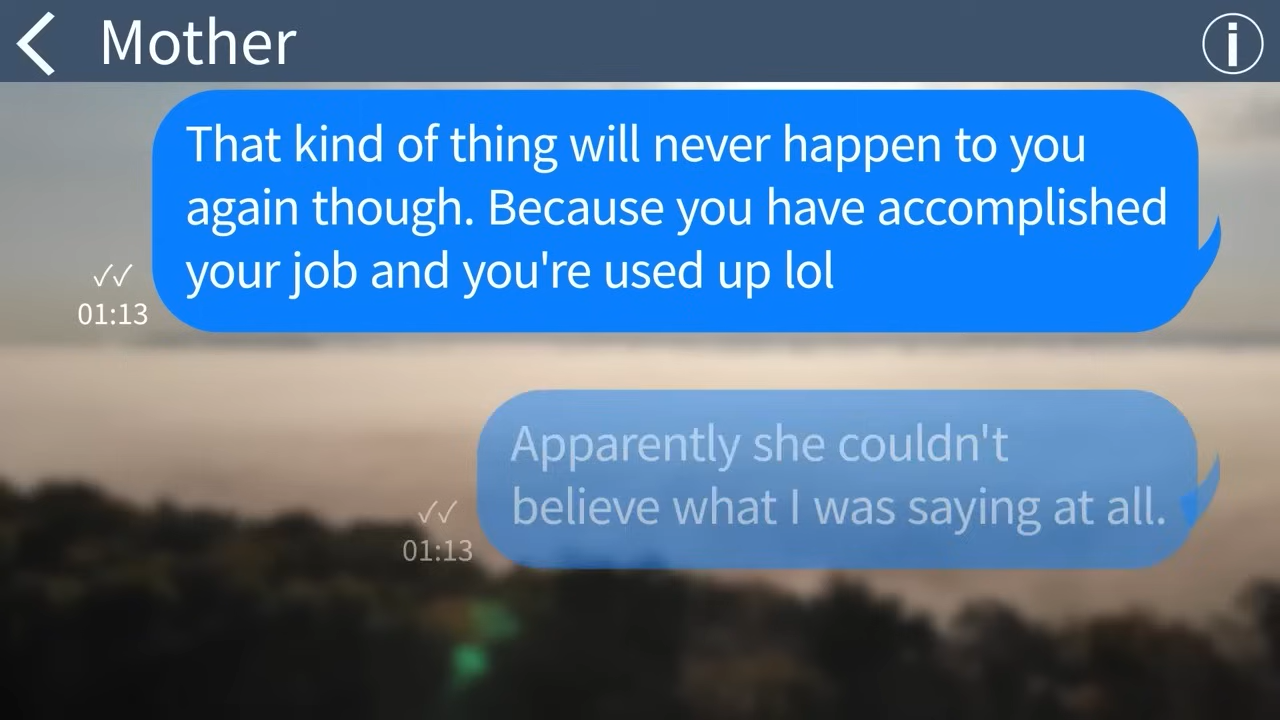 Mother
That kind of thing will never happen to you
again though. Because you have accomplished
your job and you're used up lol
✓✓
01:13
Apparently she couldn't
believe what I was saying at all.
✓✓
01:13